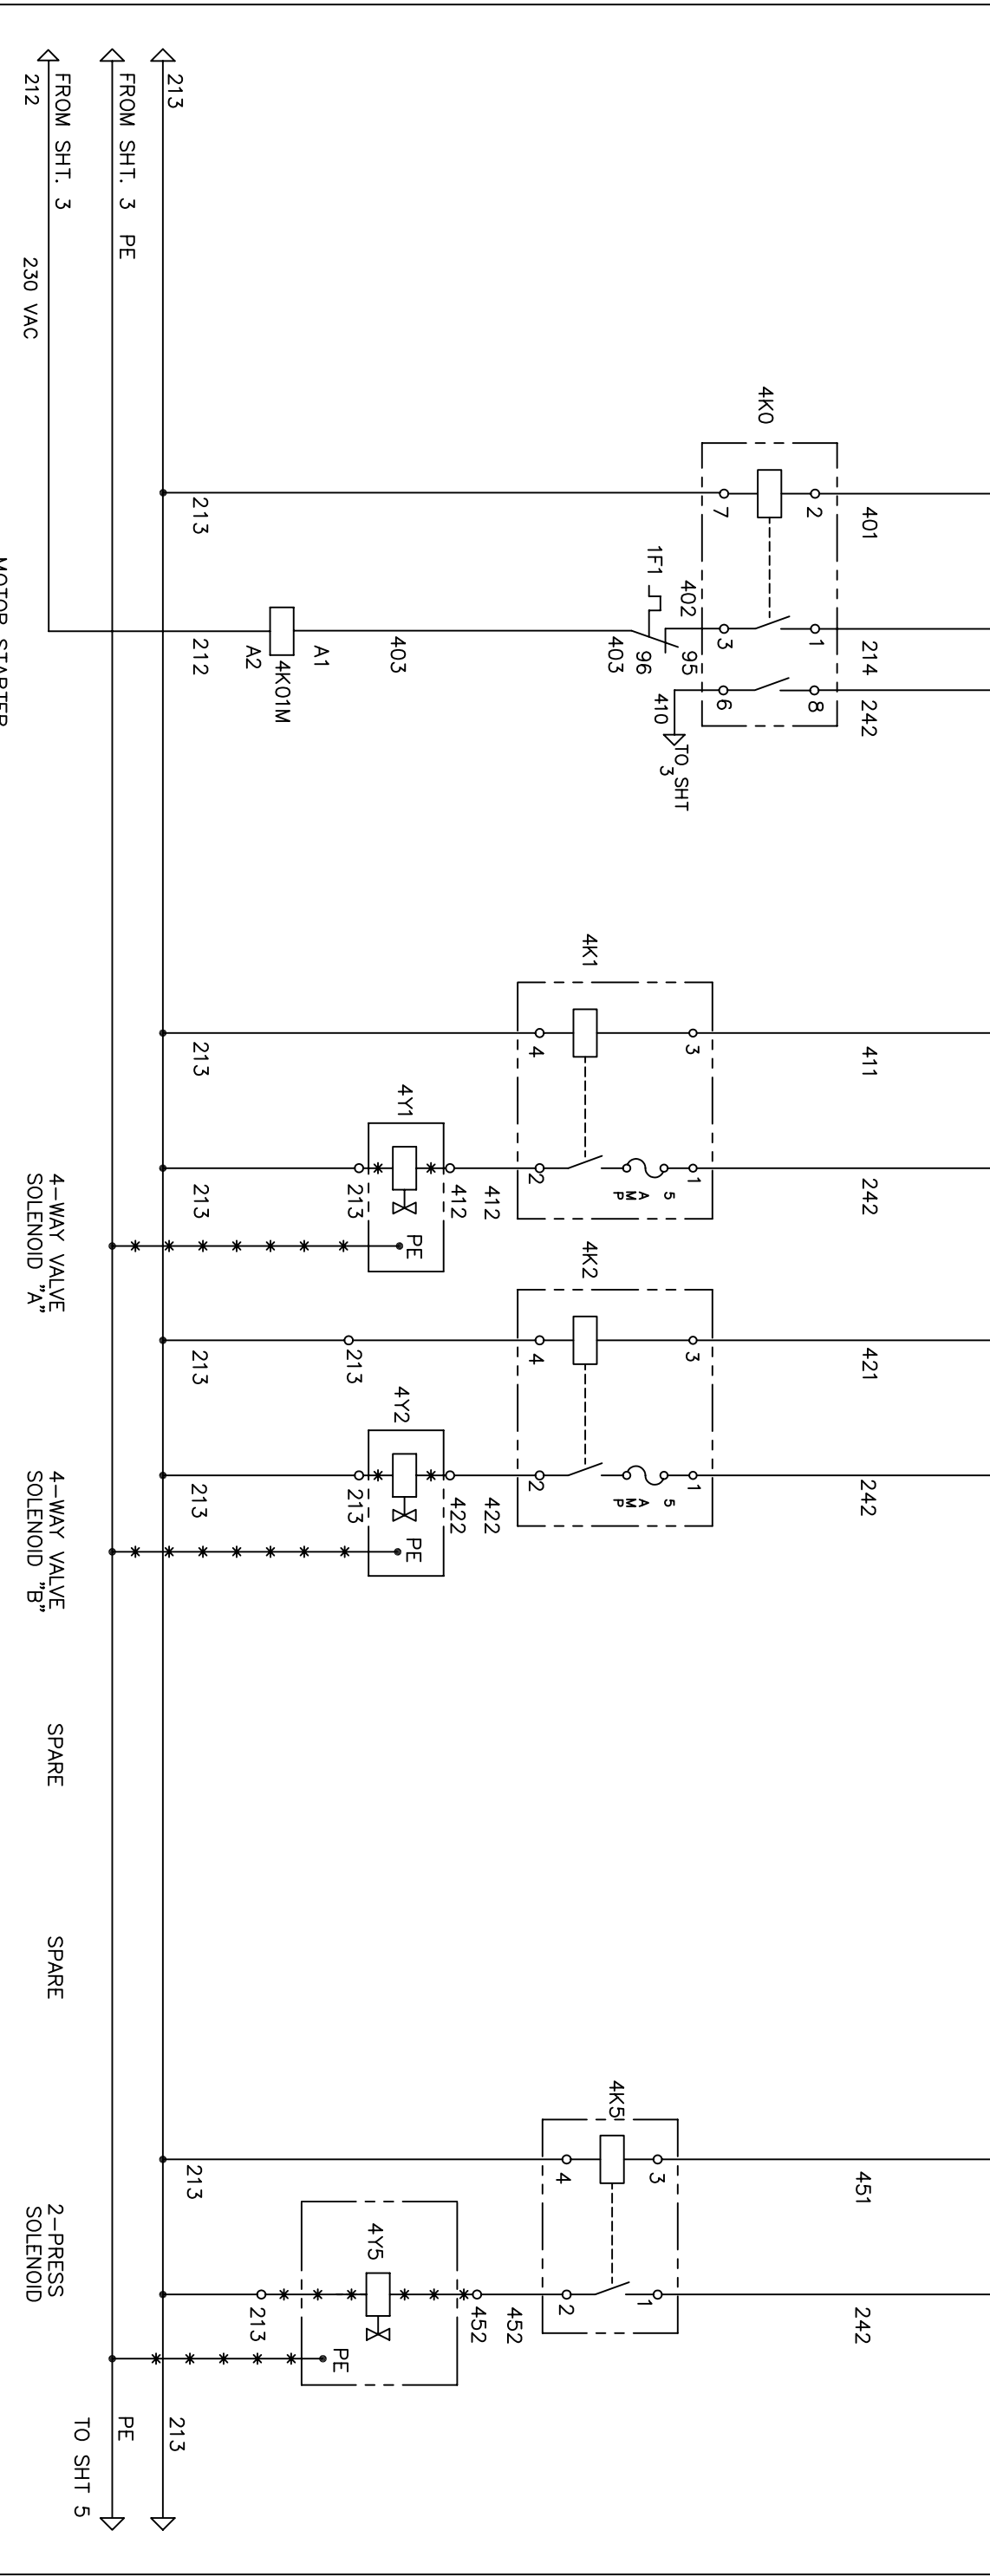 213
FROM SHT. 3 PE
FROM SHT. 3
212
230 VAC
4K0
401
2
7
213
214
1
3
402
1F1
95
96
403
403
A1
4K01M
A2
212
242
8
6
410
TO SHT
3
4K1
411
3
4
213
242
1
5 AMP
2
412
412
4Y1
213
213
PE
4-WAY VALVE
SOLENOID "A"
4K2
421
3
4
213
213
242
1
5 AMP
2
422
422
4Y2
213
213
PE
4-WAY VALVE
SOLENOID "B"
SPARE
SPARE
4K5
451
3
4
213
242
1
2
452
452
4Y5
213
PE
2-PRESS
SOLENOID
213
PE
TO SHT 5